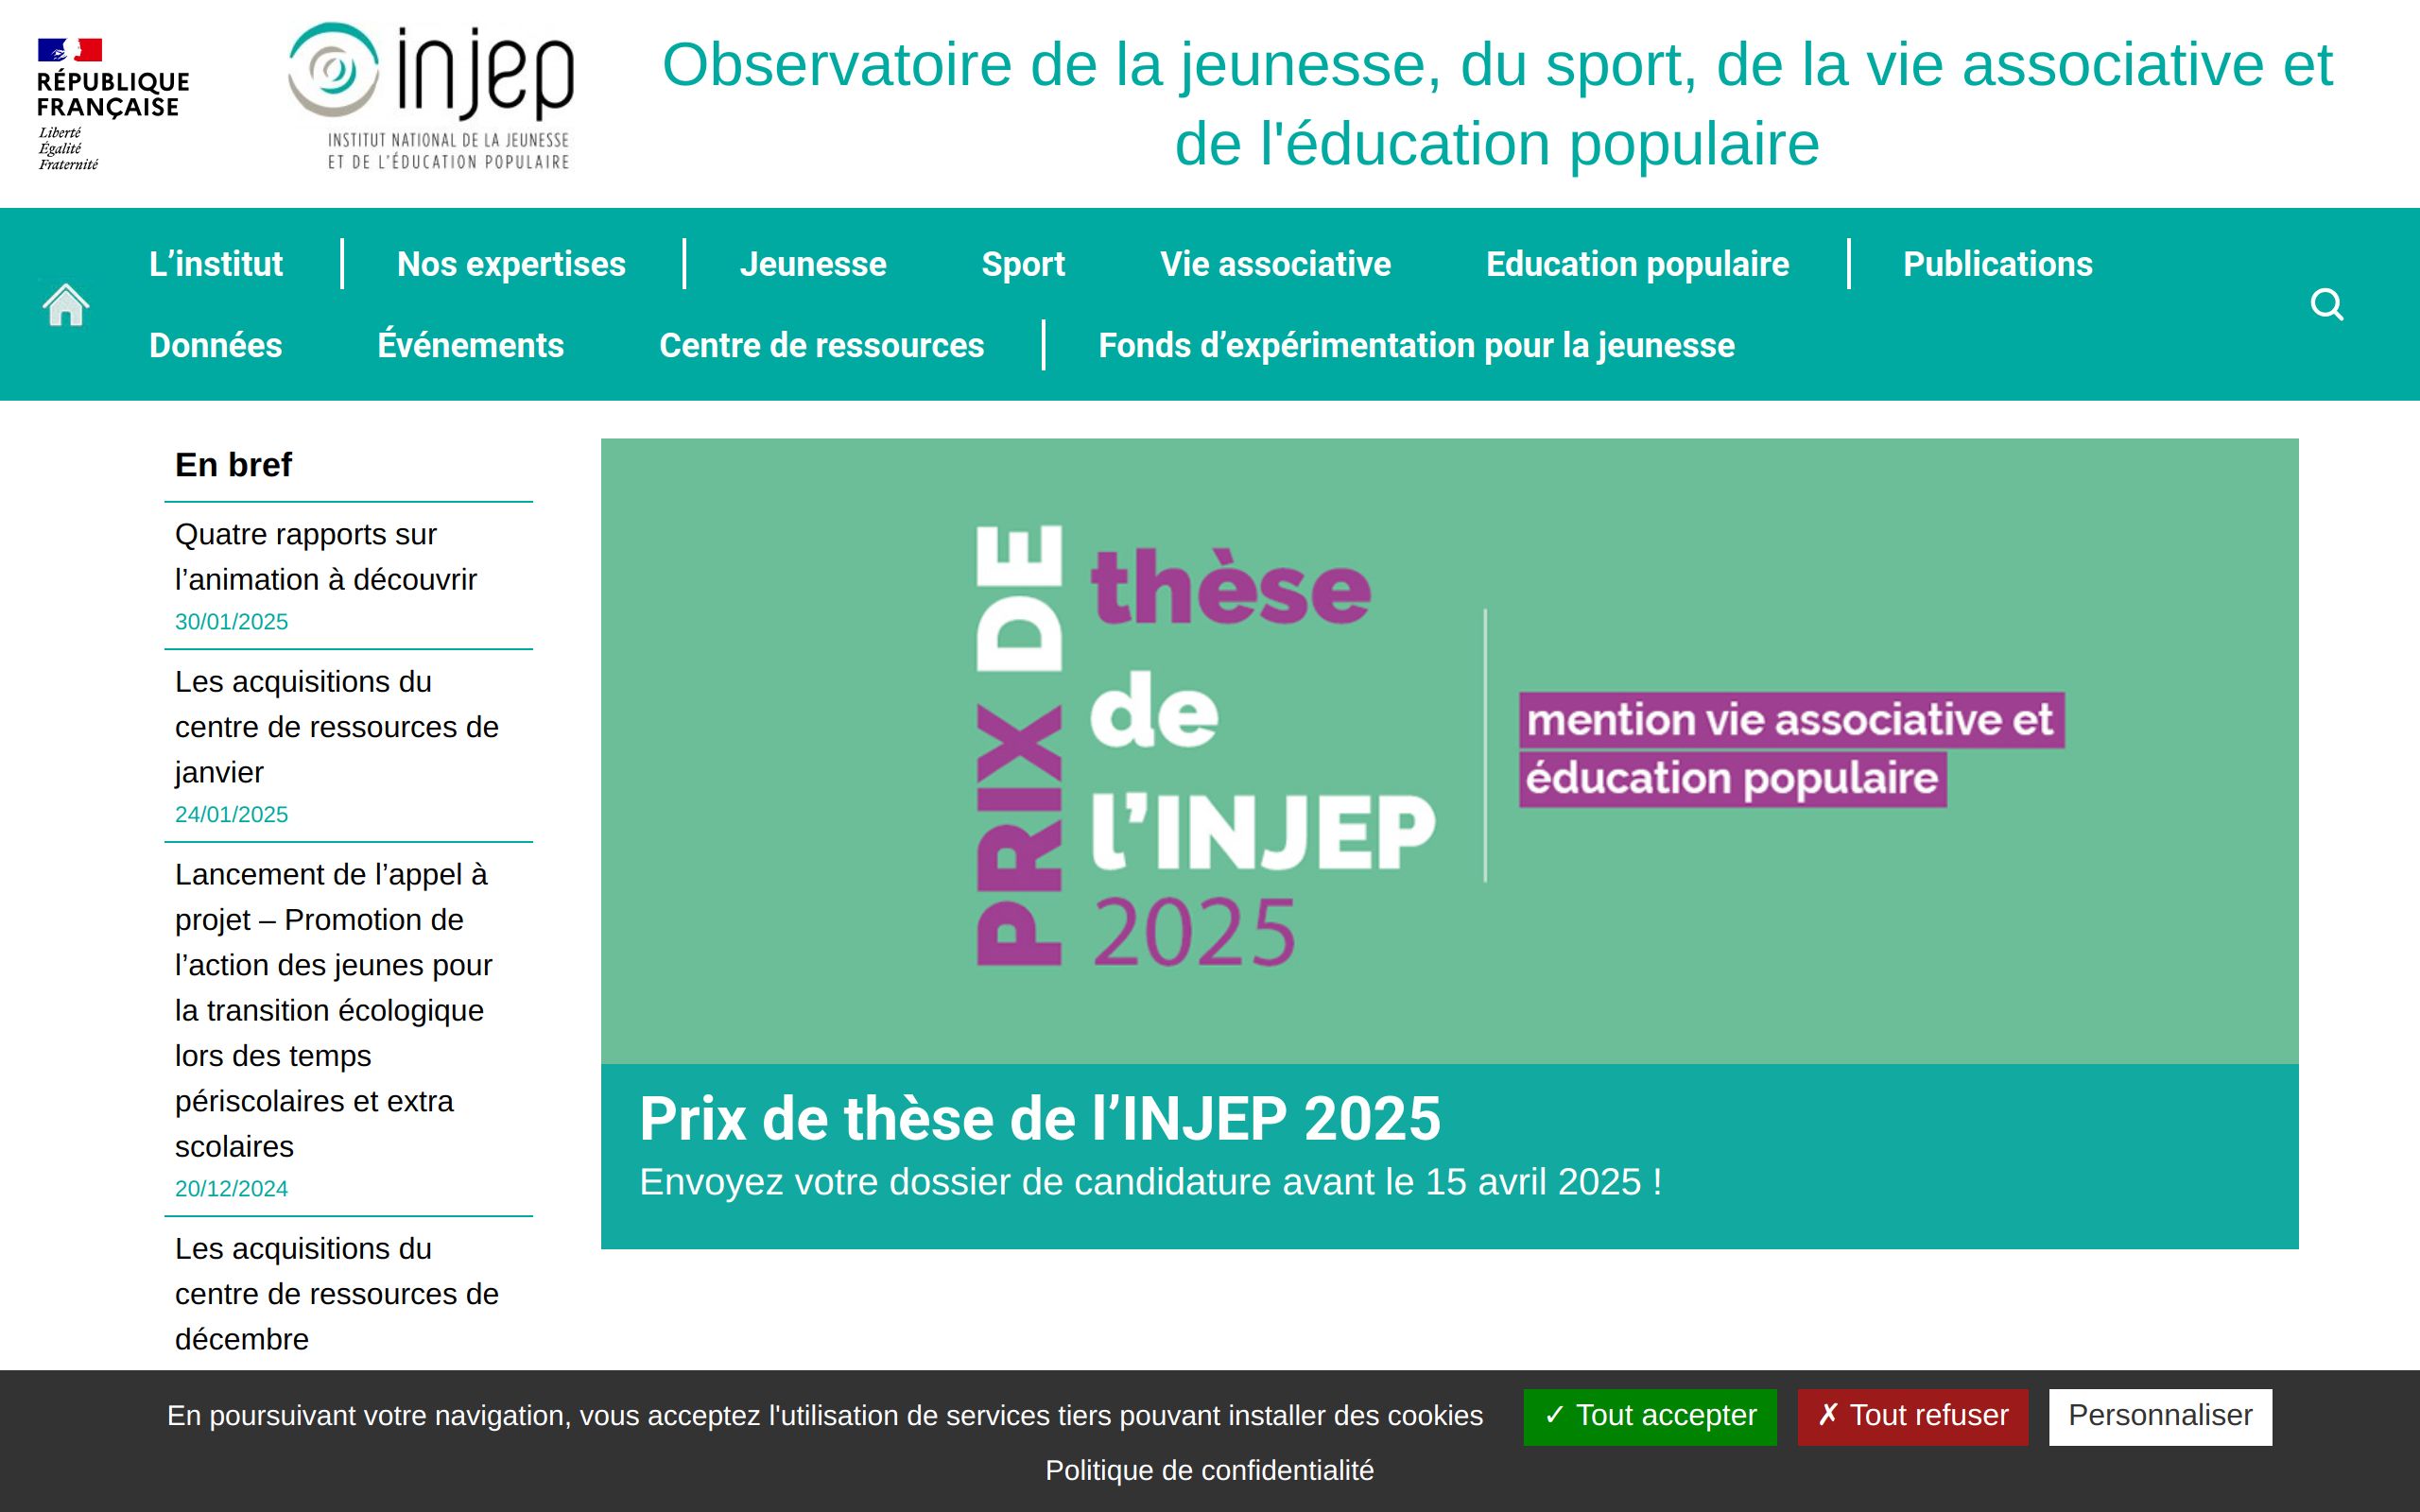 RÉPUBLIQUE
FRANÇAISE
Liberté
Égalité
Fraternité
injep
INSTITUT NATIONAL DE LA JEUNESSE
ET DE L'ÉDUCATION POPULAIRE
Observatoire de la jeunesse, du sport, de la vie associative et
de l'éducation populaire
L’institut
Nos expertises
Jeunesse
Sport
Vie associative
Education populaire
Publications
Données
Événements
Centre de ressources
Fonds d’expérimentation pour la jeunesse
En bref
Quatre rapports sur
l’animation à découvrir
30/01/2025
Les acquisitions du
centre de ressources de
janvier
24/01/2025
Lancement de l’appel à
projet – Promotion de
l’action des jeunes pour
la transition écologique
lors des temps
périscolaires et extra
scolaires
20/12/2024
Les acquisitions du
centre de ressources de
décembre
PRIX DE
thèse
de
l’INJEP
2025
mention vie associative et
éducation populaire
Prix de thèse de l’INJEP 2025
Envoyez votre dossier de candidature avant le 15 avril 2025 !
En poursuivant votre navigation, vous acceptez l'utilisation de services tiers pouvant installer des cookies
✓ Tout accepter
✗ Tout refuser
Personnaliser
Politique de confidentialité